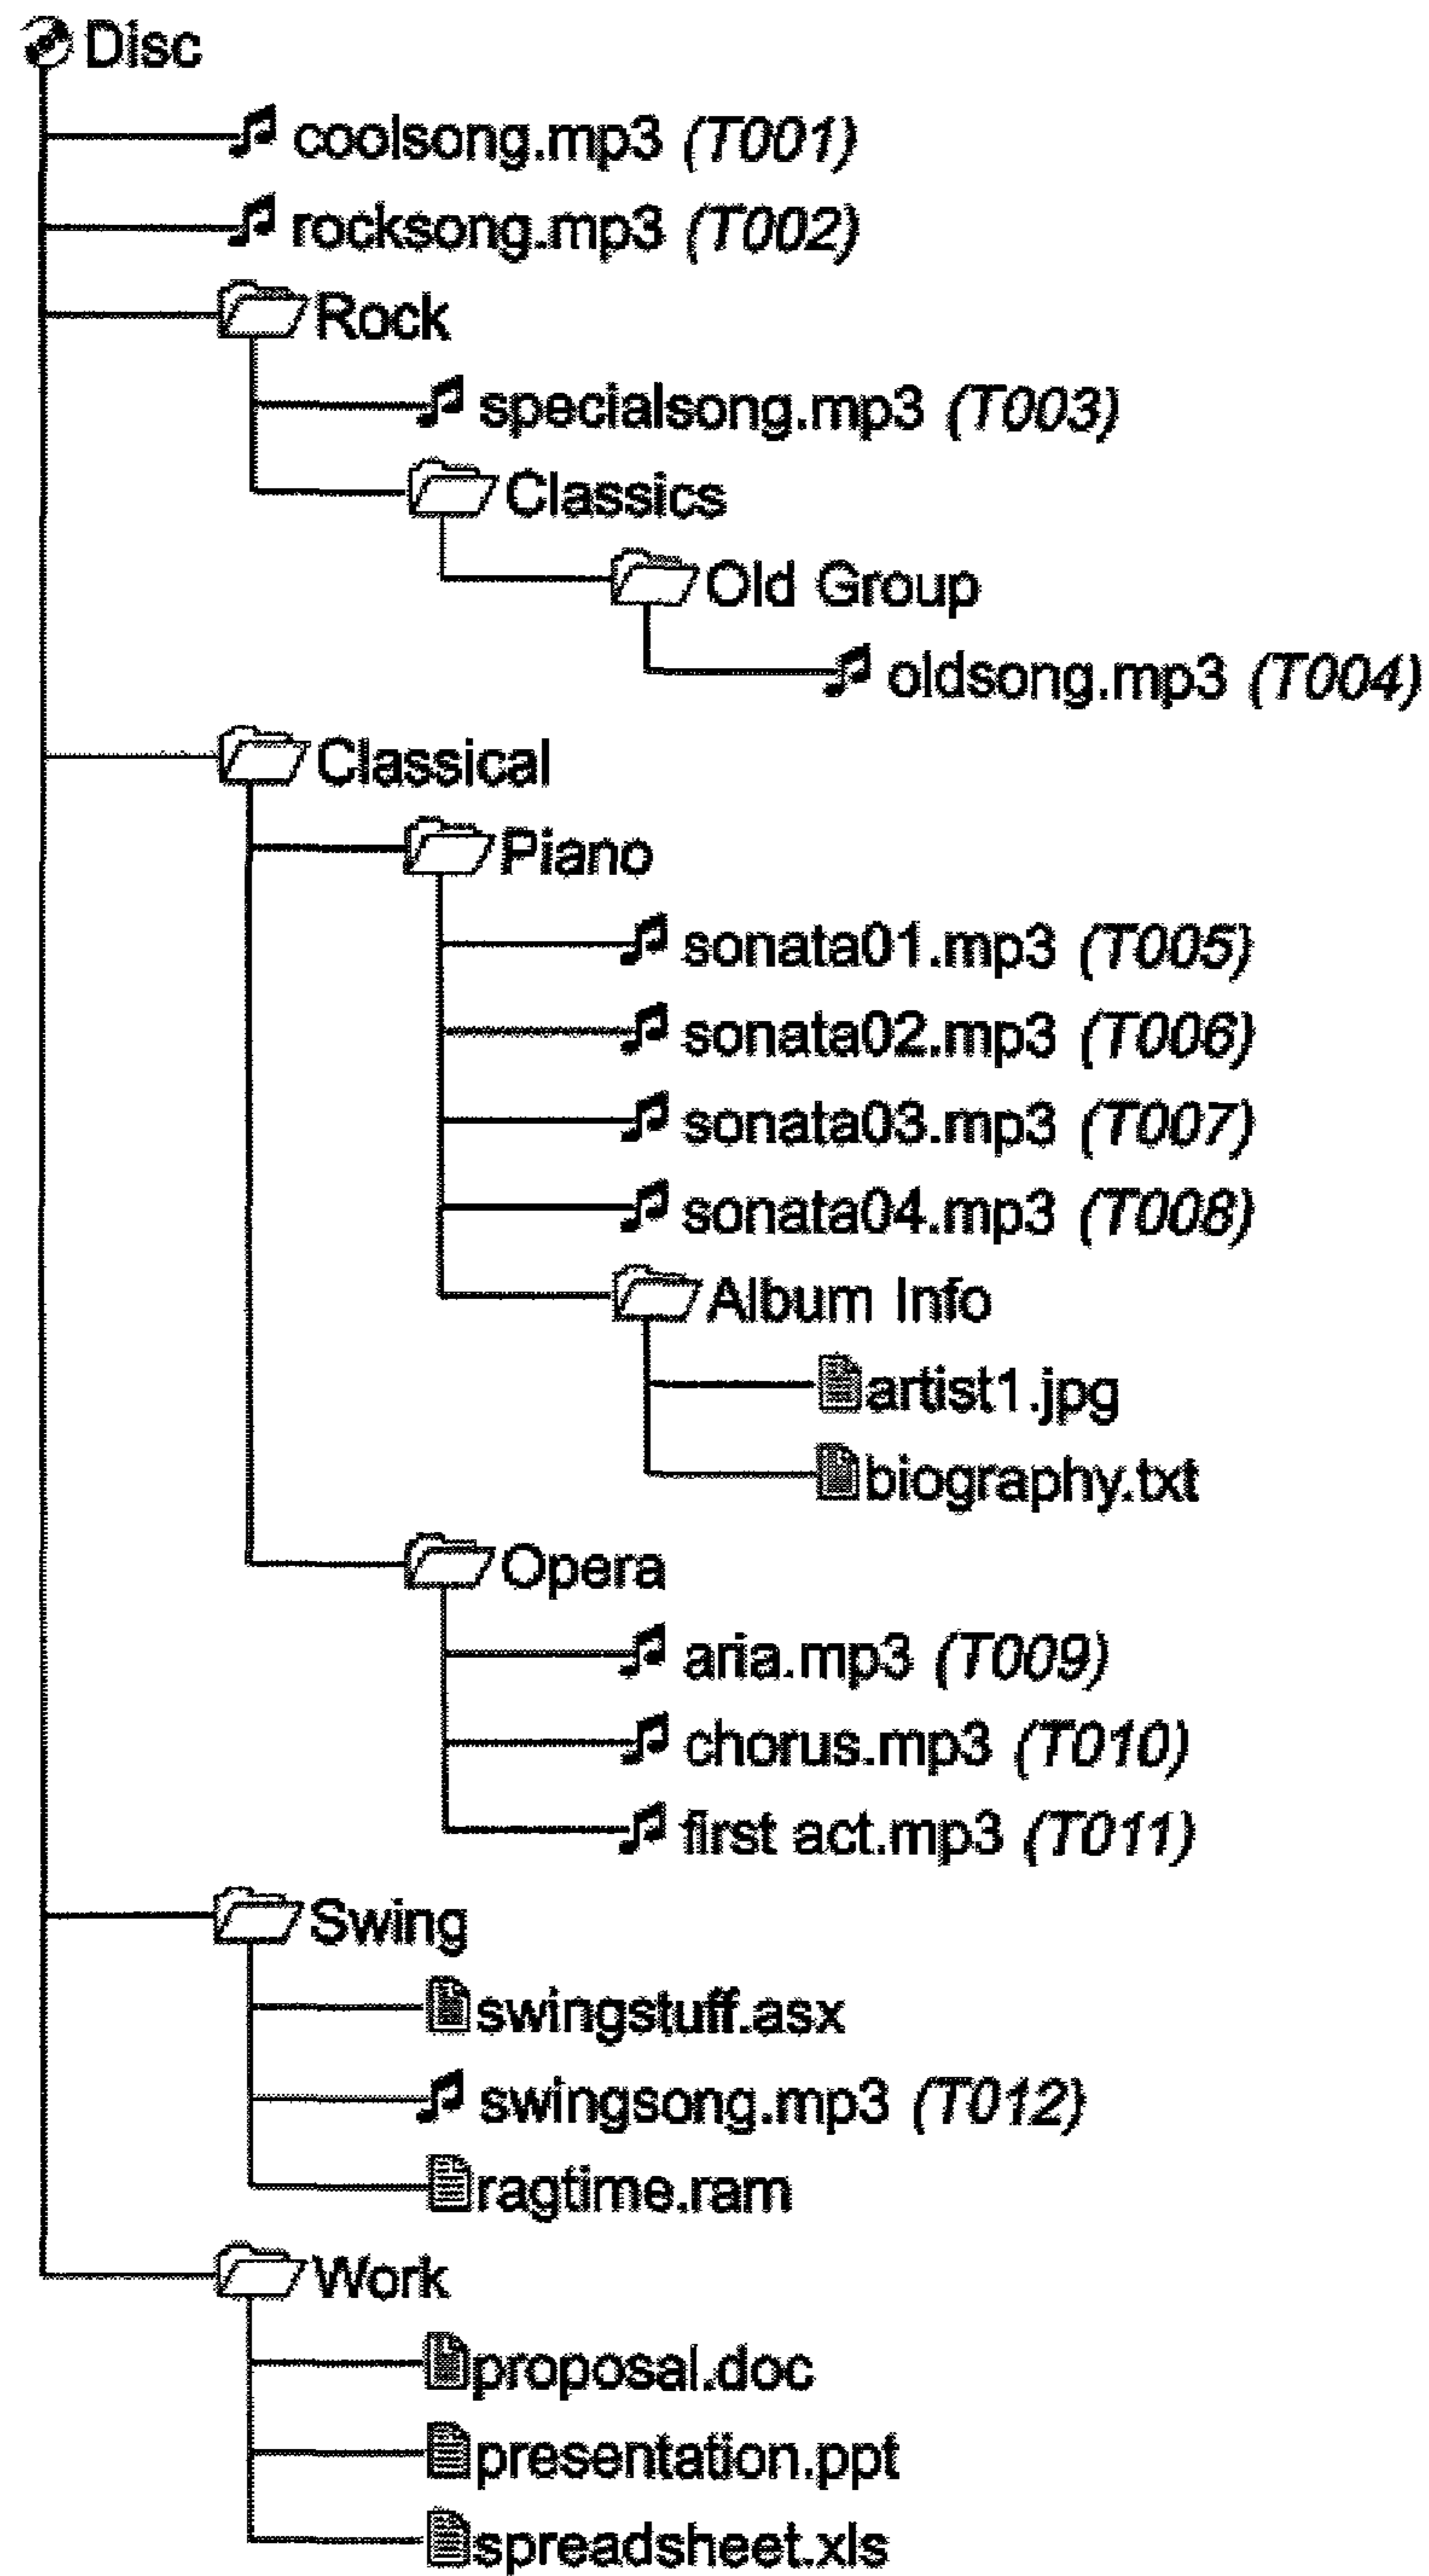 Disc
coolsong.mp3 (T001)
rocksong.mp3 (T002)
Rock
specialsong.mp3 (T003)
Classics
Old Group
oldsong.mp3 (T004)
Classical
Piano
sonata01.mp3 (T005)
sonata02.mp3 (T006)
sonata03.mp3 (T007)
sonata04.mp3 (T008)
Album Info
artist1.jpg
biography.txt
Opera
aria.mp3 (T009)
chorus.mp3 (T010)
first act.mp3 (T011)
Swing
swingstuff.asx
swingsong.mp3 (T012)
ragtime.ram
Work
proposal.doc
presentation.ppt
spreadsheet.xls